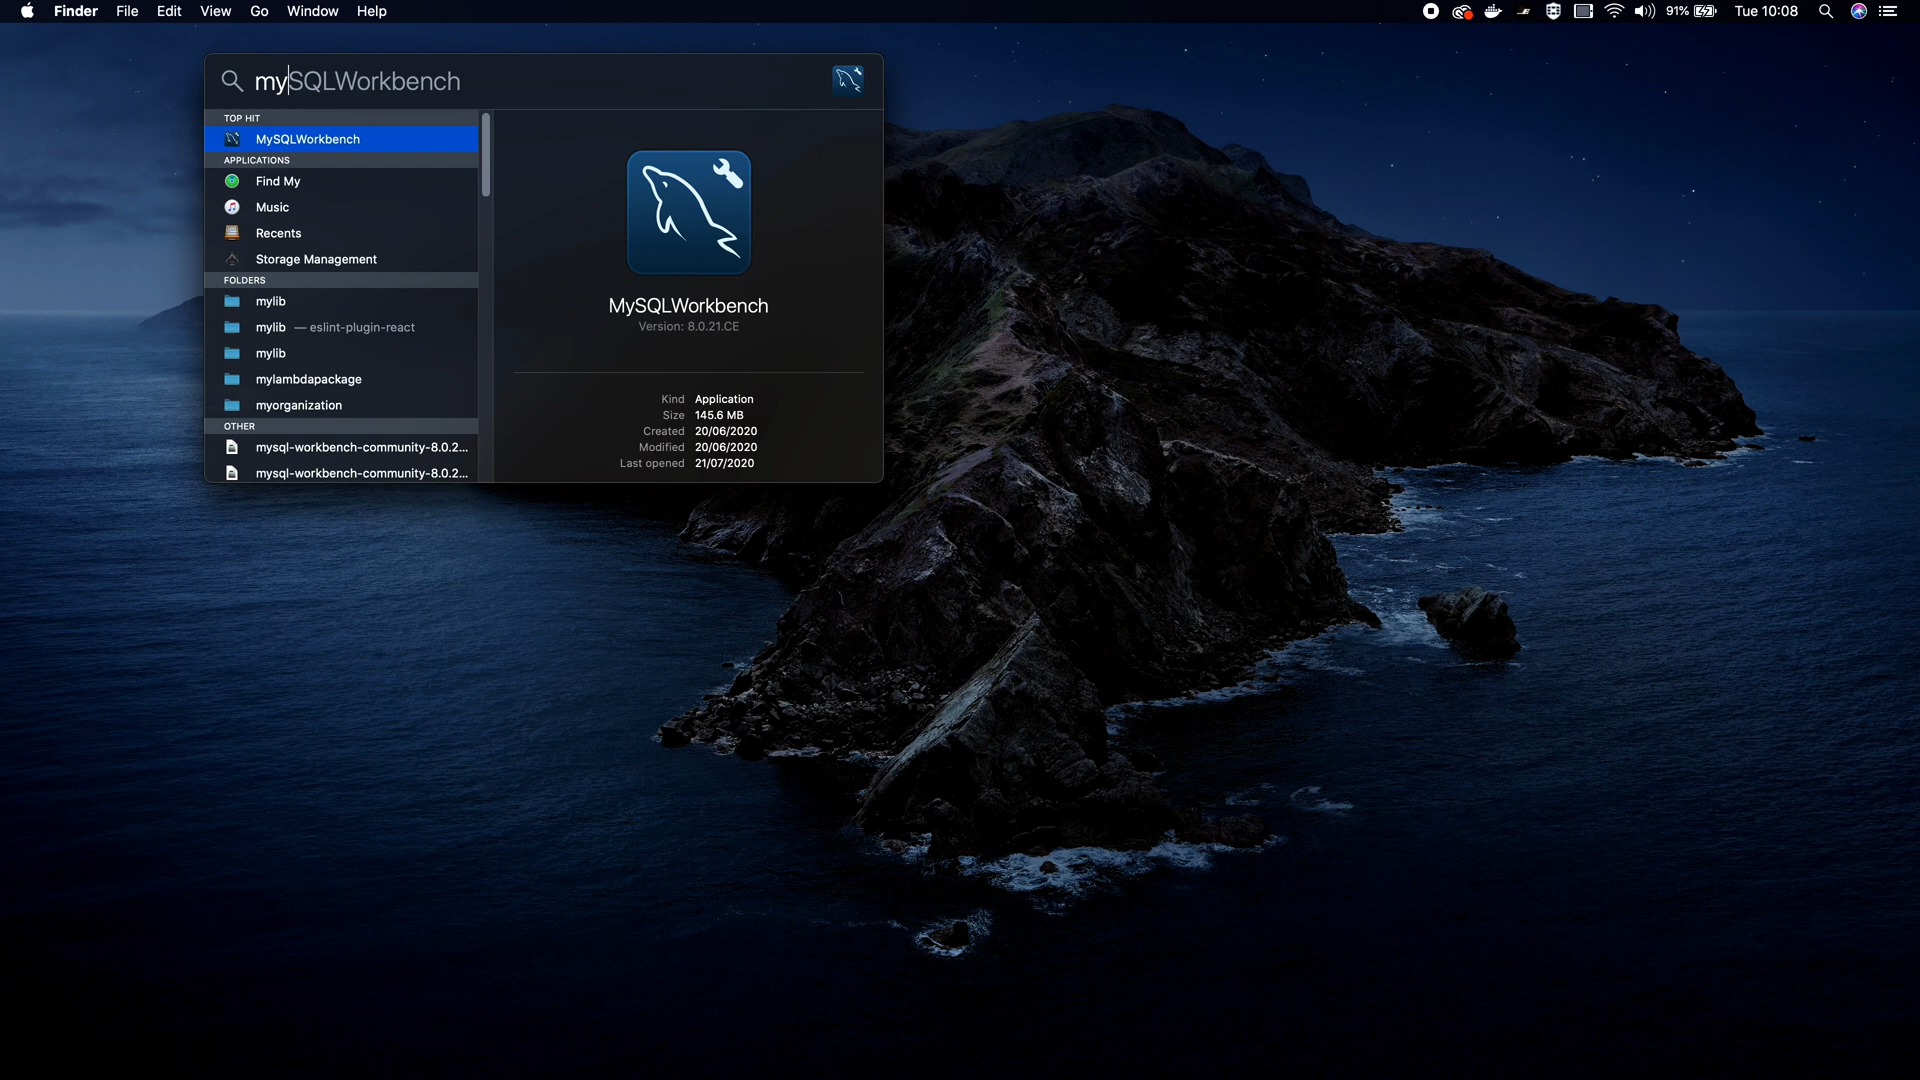 Finder File Edit View Go Window Help
91% Tue 10:08
mySQLWorkbench
TOP HIT
MySQLWorkbench
APPLICATIONS
Find My
Music
Recents
Storage Management
FOLDERS
mylib
mylib — eslint-plugin-react
mylib
mylambdapackage
myorganization
OTHER
mysql-workbench-community-8.0.2...
mysql-workbench-community-8.0.2...
MySQLWorkbench
Version: 8.0.21.CE
Kind Application
Size 145.6 MB
Created 20/06/2020
Modified 20/06/2020
Last opened 21/07/2020